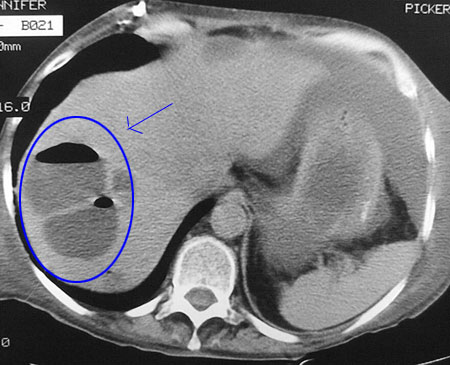 NNIFER
- B021
0mm
PICKER
16.0
0